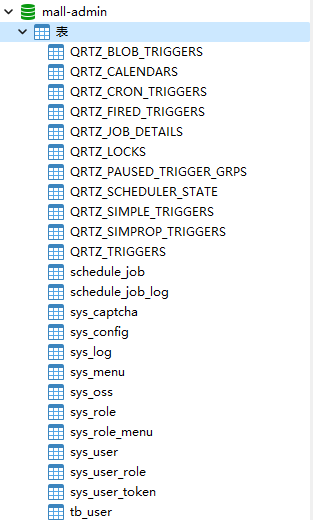 mall-admin
表
QRTZ_BLOB_TRIGGERS
QRTZ_CALENDARS
QRTZ_CRON_TRIGGERS
QRTZ_FIRED_TRIGGERS
QRTZ_JOB_DETAILS
QRTZ_LOCKS
QRTZ_PAUSED_TRIGGER_GRPS
QRTZ_SCHEDULER_STATE
QRTZ_SIMPLE_TRIGGERS
QRTZ_SIMPROP_TRIGGERS
QRTZ_TRIGGERS
schedule_job
schedule_job_log
sys_captcha
sys_config
sys_log
sys_menu
sys_oss
sys_role
sys_role_menu
sys_user
sys_user_role
sys_user_token
tb_user